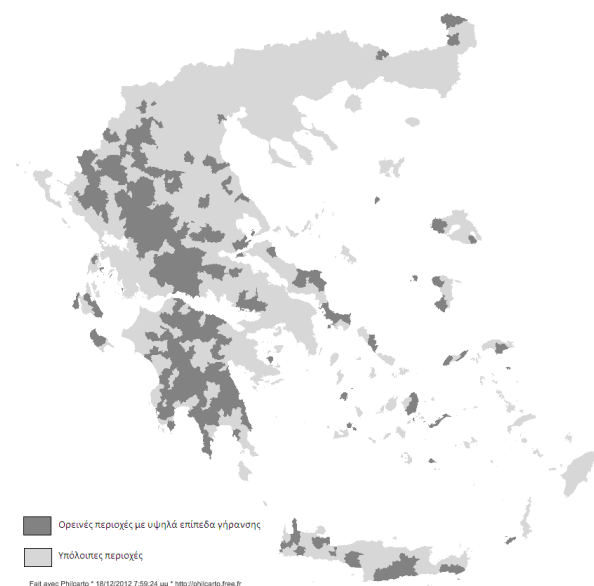 Ορεινές περιοχές με υψηλά επίπεδα γήρανσης
Υπόλοιπες περιοχές
Fait avec Philcarto * 18/12/2012 7:59:24 μμ * http://philcarto.free.fr